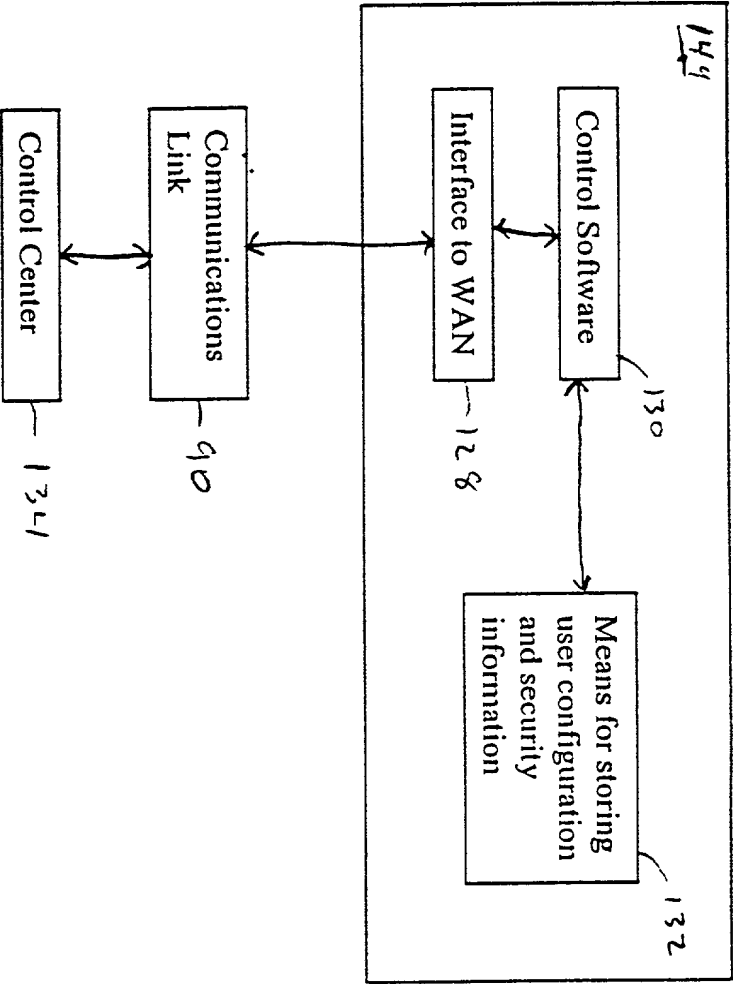 144
Control Software
130
Means for storing
user configuration
and security
information
132
Interface to WAN
128
Communications
Link
90
Control Center
134